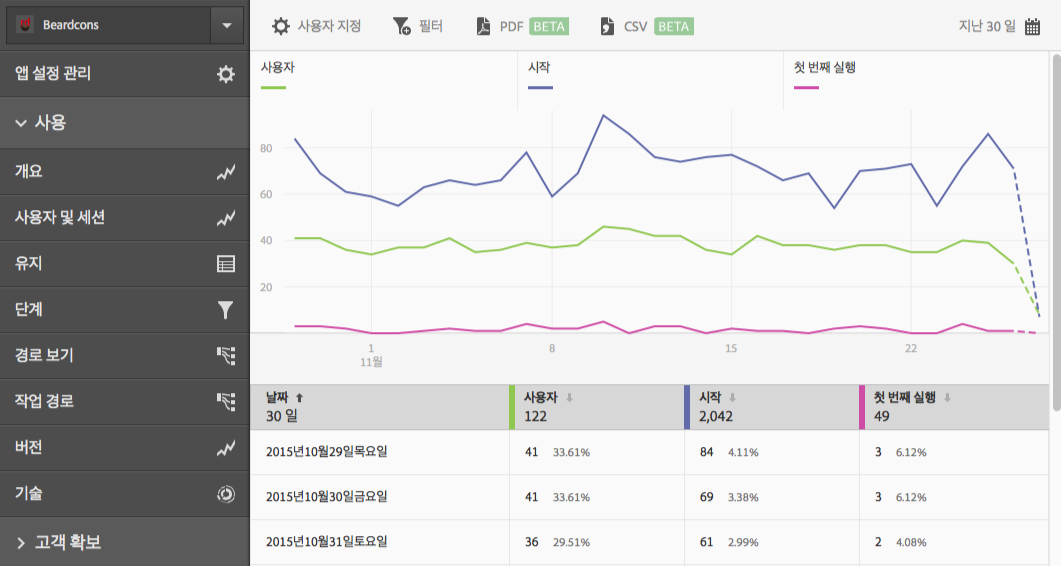 Beardcons
사용자 지정 필터 PDF BETA CSV BETA 지난 30 일
앱 설정 관리
사용
개요
사용자 및 세션
유지
단계
경로 보기
작업 경로
버전
기술
고객 확보
사용자 시작 첫 번째 실행
80
60
40
20
1 8 15 22
11월
날짜 사용자 시작 첫 번째 실행
30 일 122 2,042 49
2015년10월29일목요일 41 33.61% 84 4.11% 3 6.12%
2015년10월30일금요일 41 33.61% 69 3.38% 3 6.12%
2015년10월31일토요일 36 29.51% 61 2.99% 2 4.08%